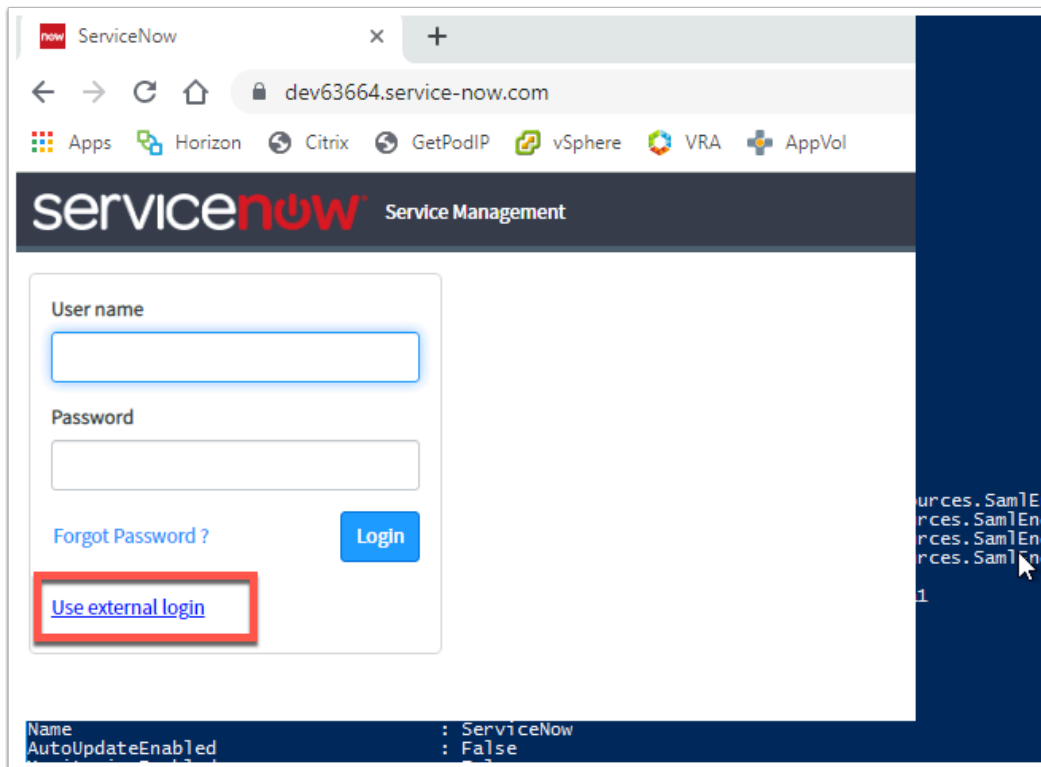 now ServiceNow
dev63664.service-now.com
Apps Horizon Citrix GetPodIP vSphere VRA AppVol
servicenow Service Management
User name
Password
Forgot Password ? Login
Use external login
urces.SamlE
rces.SamlEn
rces.SamlEn
rces.SamlEn
1
Name : ServiceNow
AutoUpdateEnabled : False